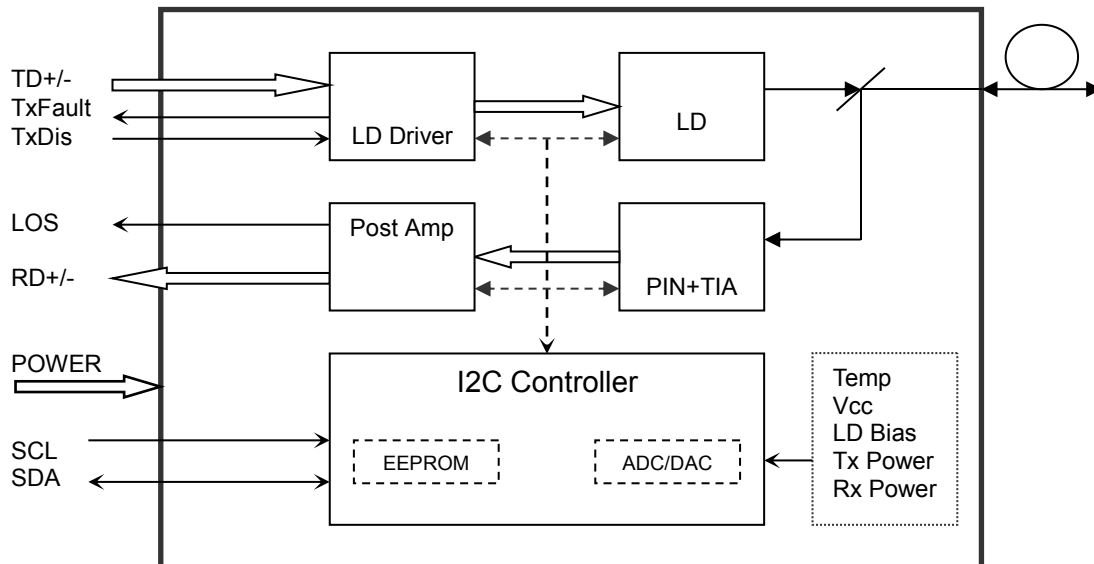 TD+/-
TxFault
TxDis
LD Driver
LD
LOS
RD+/-
Post Amp
PIN+TIA
POWER
SCL
SDA
I2C Controller
EEPROM
ADC/DAC
Temp
Vcc
LD Bias
Tx Power
Rx Power